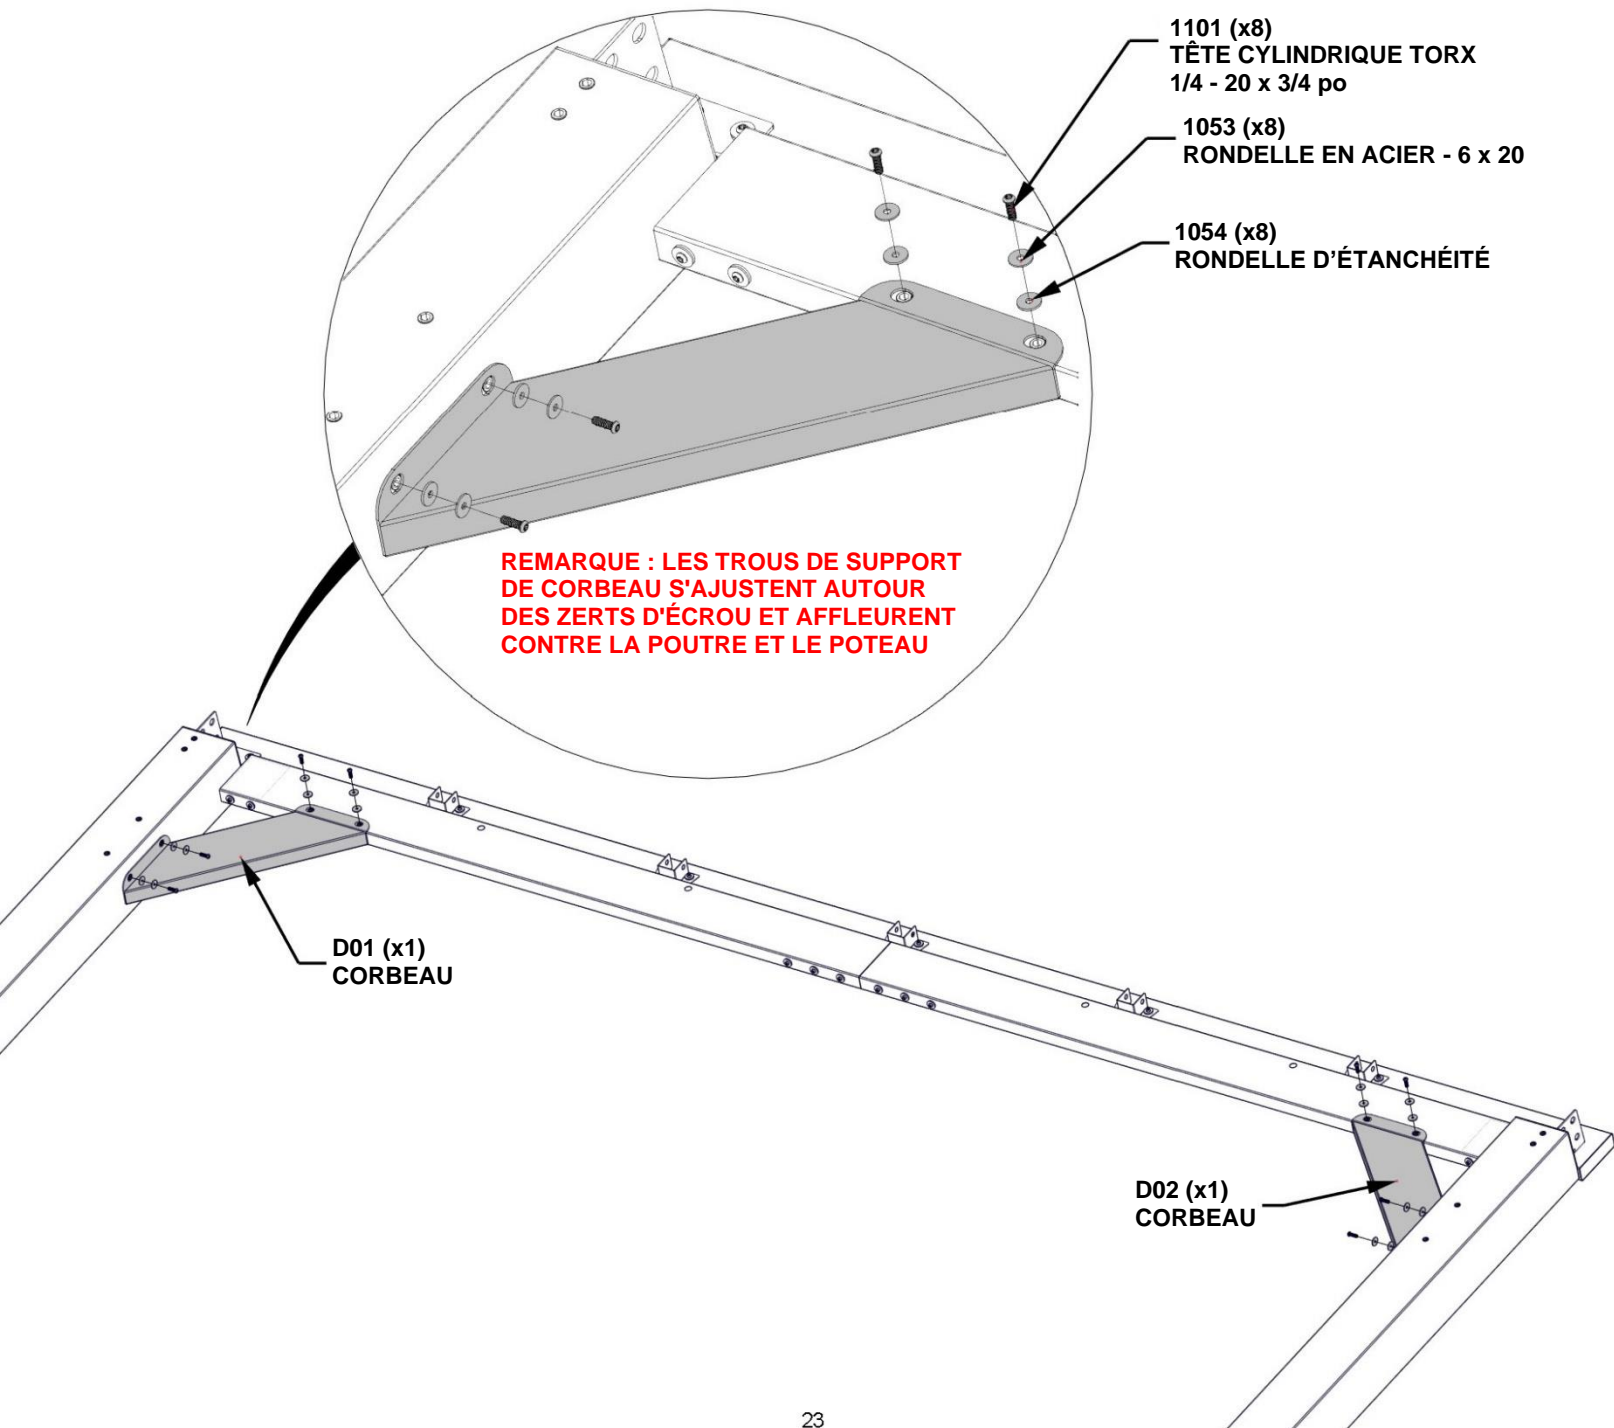 1101 (x8)
TÊTE CYLINDRIQUE TORX
1/4 - 20 x 3/4 po
1053 (x8)
RONDELLE EN ACIER - 6 x 20
1054 (x8)
RONDELLE D’ÉTANCHÉITÉ
REMARQUE : LES TROUS DE SUPPORT
DE CORBEAU S'AJUSTENT AUTOUR
DES ZERTS D'ÉCROU ET AFFLEURENT
CONTRE LA POUTRE ET LE POTEAU
D01 (x1)
CORBEAU
D02 (x1)
CORBEAU
23